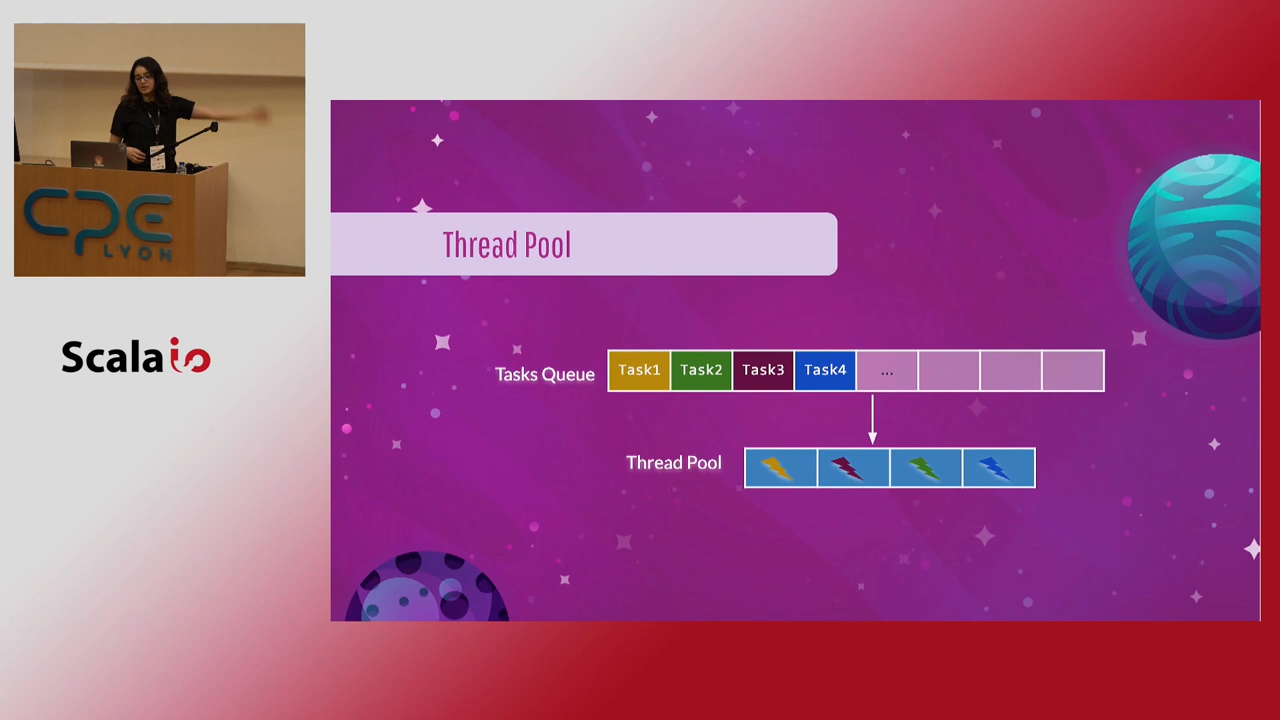 CPE
LYON
Scala io
Thread Pool
Tasks Queue
Task1 Task2 Task3 Task4 ...
Thread Pool